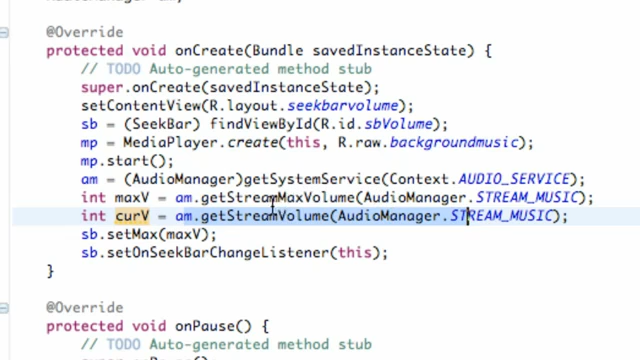 @Override
protected void onCreate(Bundle savedInstanceState) {
// TODO Auto-generated method stub
super.onCreate(savedInstanceState);
setContentView(R.layout.seekbarvolume);
sb = (SeekBar) findViewById(R.id.sbVolume);
mp = MediaPlayer.create(this, R.raw.backgroundmusic);
mp.start();
am = (AudioManager)getSystemService(Context.AUDIO_SERVICE);
int maxV = am.getStreamMaxVolume(AudioManager.STREAM_MUSIC);
int curV = am.getStreamVolume(AudioManager.STREAM_MUSIC);
sb.setMax(maxV);
sb.setOnSeekBarChangeListener(this);
}
@Override
protected void onPause() {
// TODO Auto-generated method stub